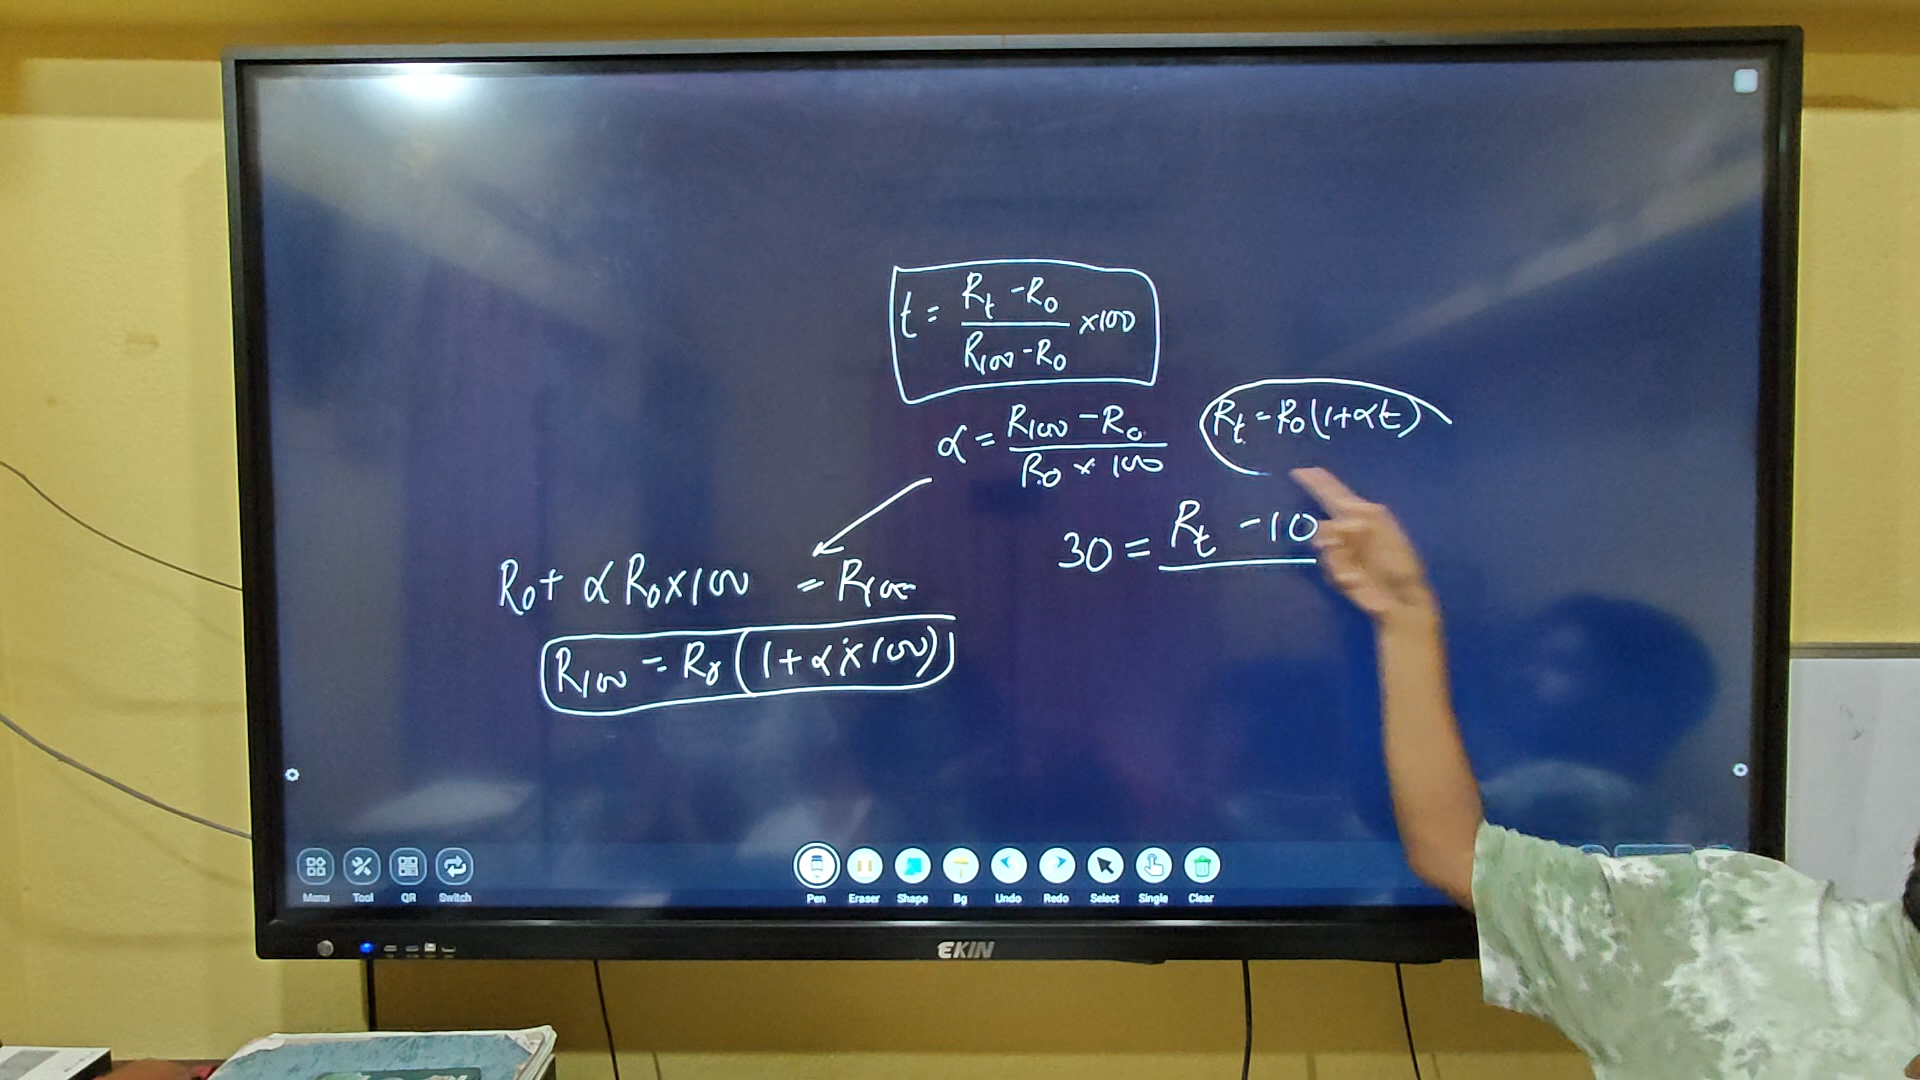 t = Rt - R0 / R100 - R0 × 100
α = R100 - R0 / R0 × 100
Rt = R0(1+αt)
30 = Rt - 10
R0 + αR0×100 = R100
R100 = R0(1+α×100)
Menu Tool QR Switch Pen Eraser Shape Bg Undo Redo Select Single Clear
EKIN